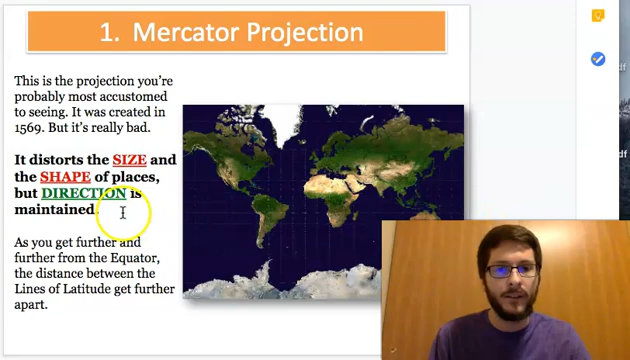 1. Mercator Projection
This is the projection you're
probably most accustomed
to seeing. It was created in
1569. But it's really bad.
It distorts the SIZE and
the SHAPE of places,
but DIRECTION is
maintained.
As you get further and
further from the Equator,
the distance between the
Lines of Latitude get further
apart.
df
df